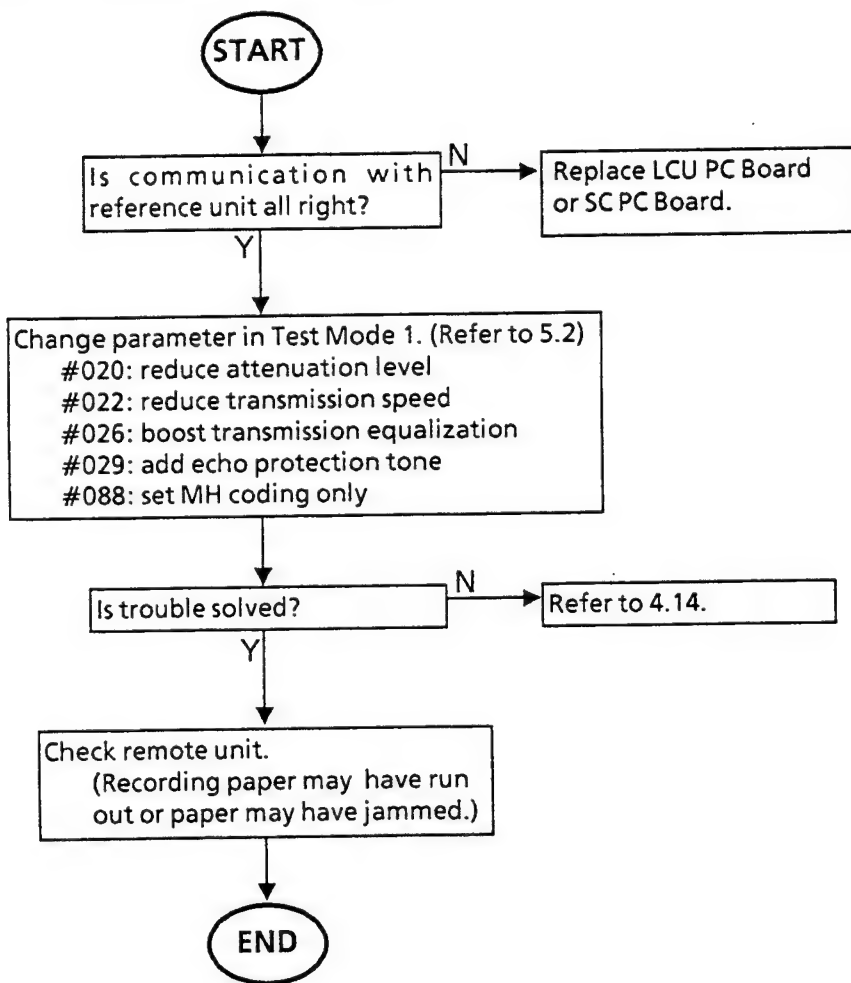 START
Is communication with
reference unit all right?
N
Replace LCU PC Board
or SC PC Board.
Y
Change parameter in Test Mode 1. (Refer to 5.2)
#020: reduce attenuation level
#022: reduce transmission speed
#026: boost transmission equalization
#029: add echo protection tone
#088: set MH coding only
Is trouble solved?
N
Refer to 4.14.
Y
Check remote unit.
(Recording paper may have run
out or paper may have jammed.)
END